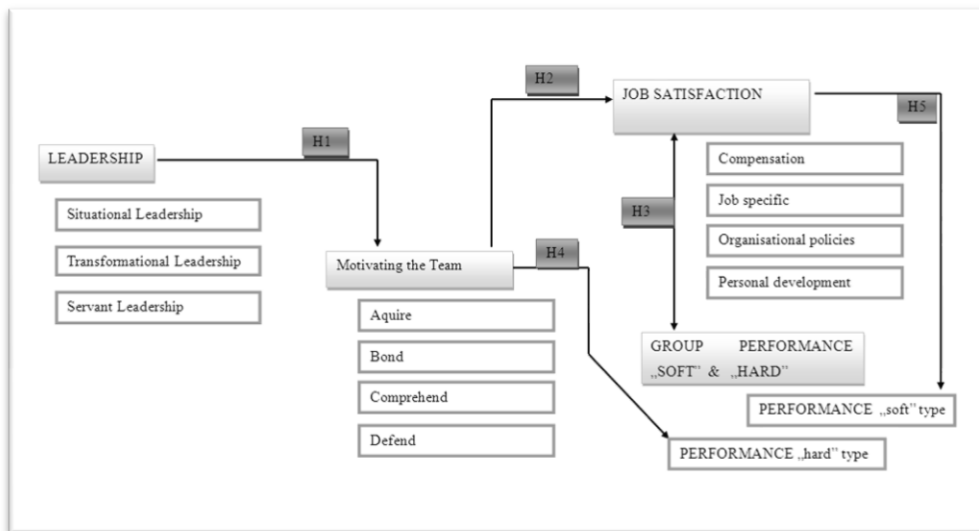 H2
JOB SATISFACTION
H5
H1
LEADERSHIP
Compensation
Situational Leadership
Job specific
H3
Transformational Leadership
Motivating the Team
H4
Organisational policies
Servant Leadership
Personal development
Aquire
GROUP PERFORMANCE
„SOFT” & „HARD”
Bond
Comprehend
PERFORMANCE „soft” type
Defend
PERFORMANCE „hard” type